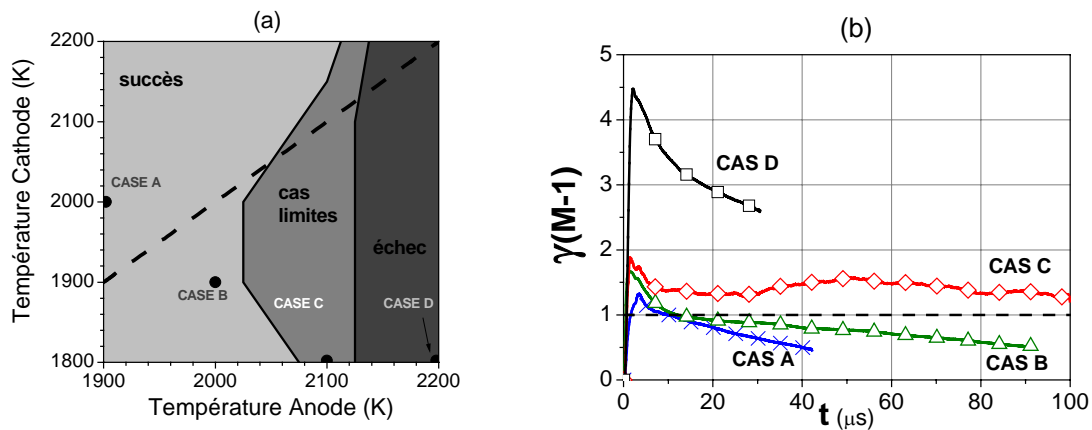 (a)
2200
2100
2000
1900
1800
Température Cathode (K)
succès
CASE A
cas
limites
échec
CASE B
CASE C
CASE D
1900
2000
2100
2200
Température Anode (K)
(b)
5
4
3
2
1
0
γ(M-1)
CAS D
CAS C
CAS A
CAS B
0
20
40
60
80
100
t (μs)